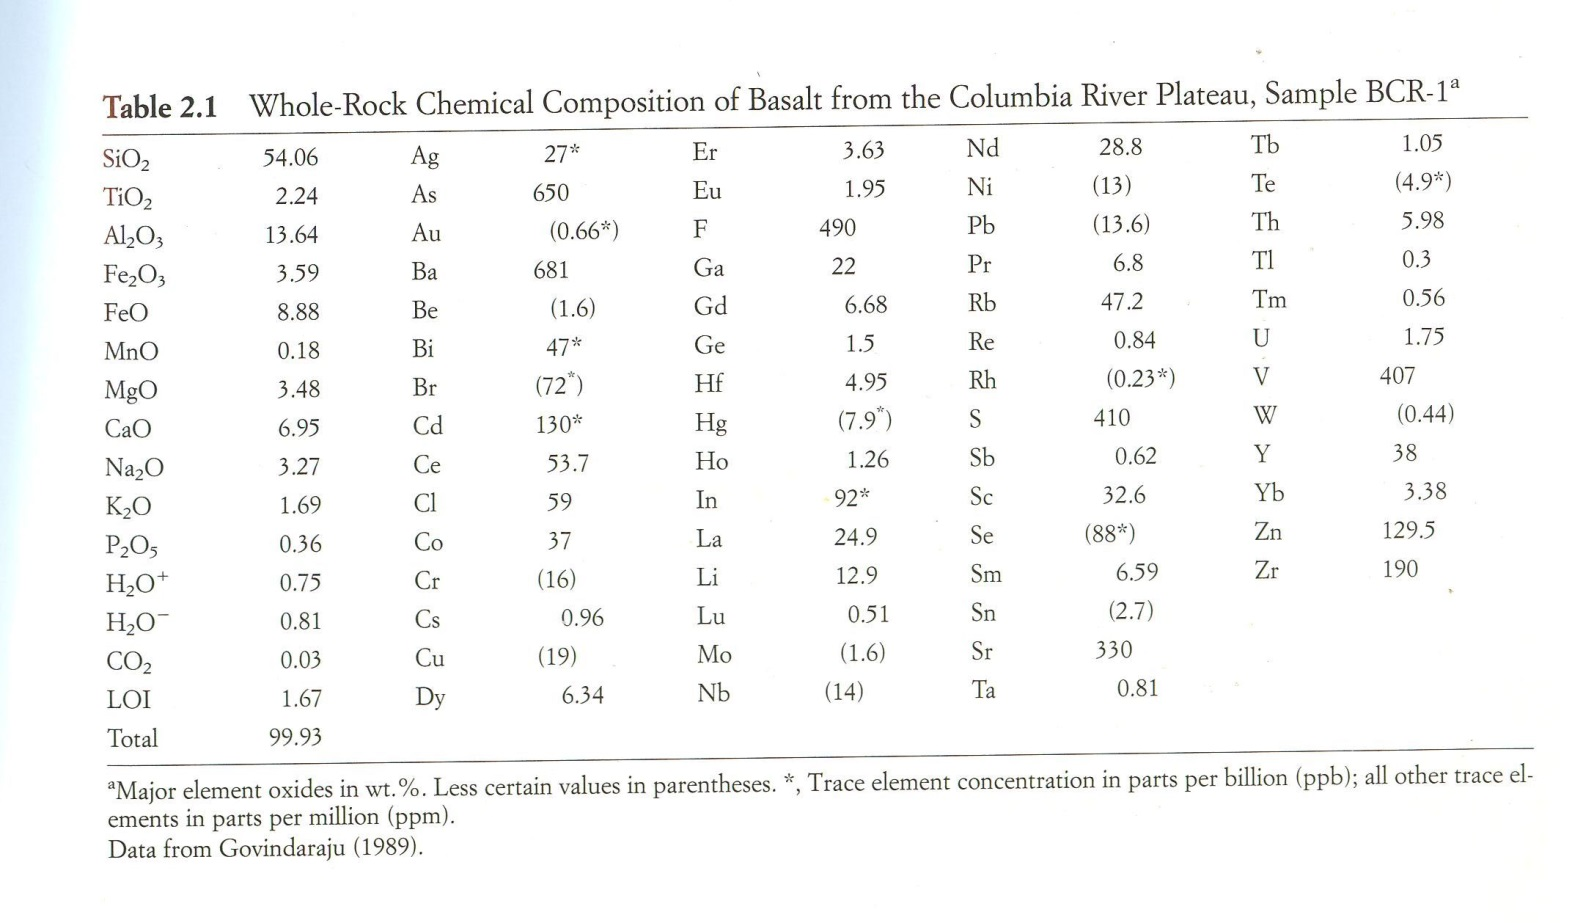 Table 2.1 Whole-Rock Chemical Composition of Basalt from the Columbia River Plateau, Sample BCR-1ᵃ
SiO₂ 54.06 Ag 27* Er 3.63 Nd 28.8 Tb 1.05
TiO₂ 2.24 As 650 Eu 1.95 Ni (13) Te (4.9*)
Al₂O₃ 13.64 Au (0.66*) F 490 Pb (13.6) Th 5.98
Fe₂O₃ 3.59 Ba 681 Ga 22 Pr 6.8 Tl 0.3
FeO 8.88 Be (1.6) Gd 6.68 Rb 47.2 Tm 0.56
MnO 0.18 Bi 47* Ge 1.5 Re 0.84 U 1.75
MgO 3.48 Br (72*) Hf 4.95 Rh (0.23*) V 407
CaO 6.95 Cd 130* Hg (7.9*) S 410 W (0.44)
Na₂O 3.27 Ce 53.7 Ho 1.26 Sb 0.62 Y 38
K₂O 1.69 Cl 59 In 92* Sc 32.6 Yb 3.38
P₂O₅ 0.36 Co 37 La 24.9 Se (88*) Zn 129.5
H₂O⁺ 0.75 Cr (16) Li 12.9 Sm 6.59 Zr 190
H₂O⁻ 0.81 Cs 0.96 Lu 0.51 Sn (2.7)
CO₂ 0.03 Cu (19) Mo (1.6) Sr 330
LOI 1.67 Dy 6.34 Nb (14) Ta 0.81
Total 99.93
ᵃMajor element oxides in wt.%. Less certain values in parentheses. *, Trace element concentration in parts per billion (ppb); all other trace el-
ements in parts per million (ppm).
Data from Govindaraju (1989).